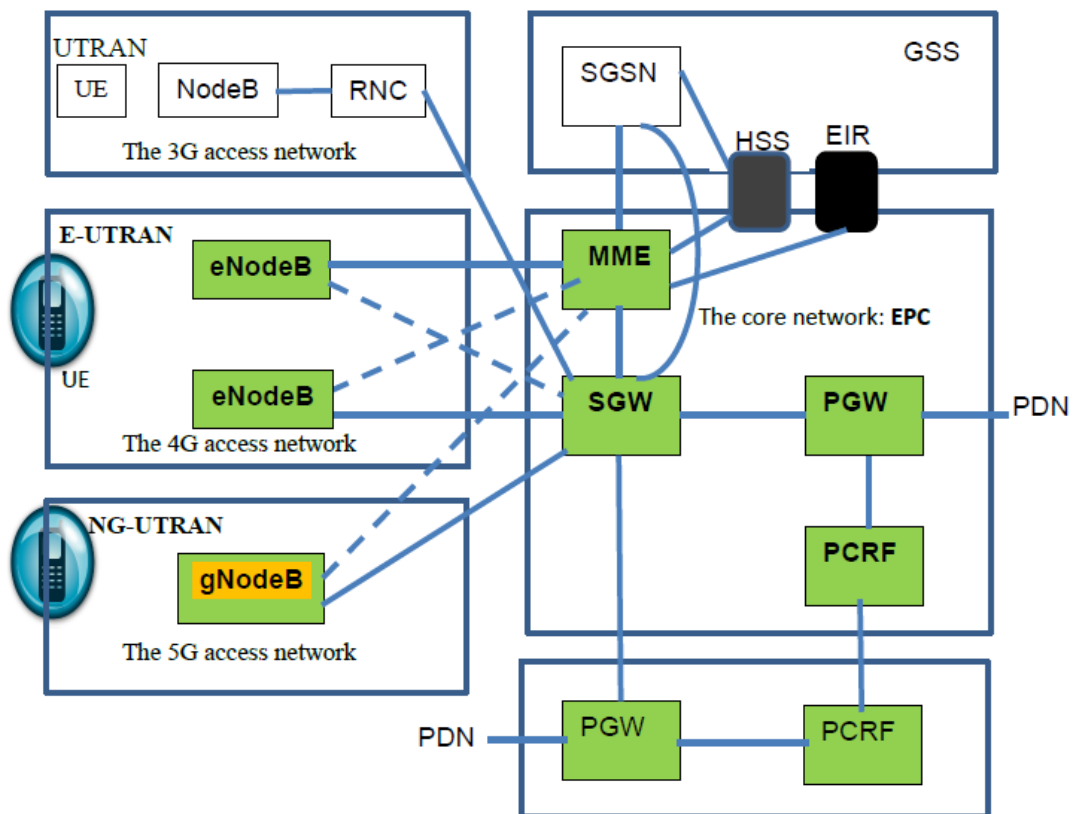 UTRAN
UE
NodeB
RNC
The 3G access network
GSS
SGSN
HSS
EIR
E-UTRAN
eNodeB
UE
eNodeB
The 4G access network
MME
The core network: EPC
SGW
PGW
PDN
PCRF
NG-UTRAN
gNodeB
The 5G access network
PDN
PGW
PCRF